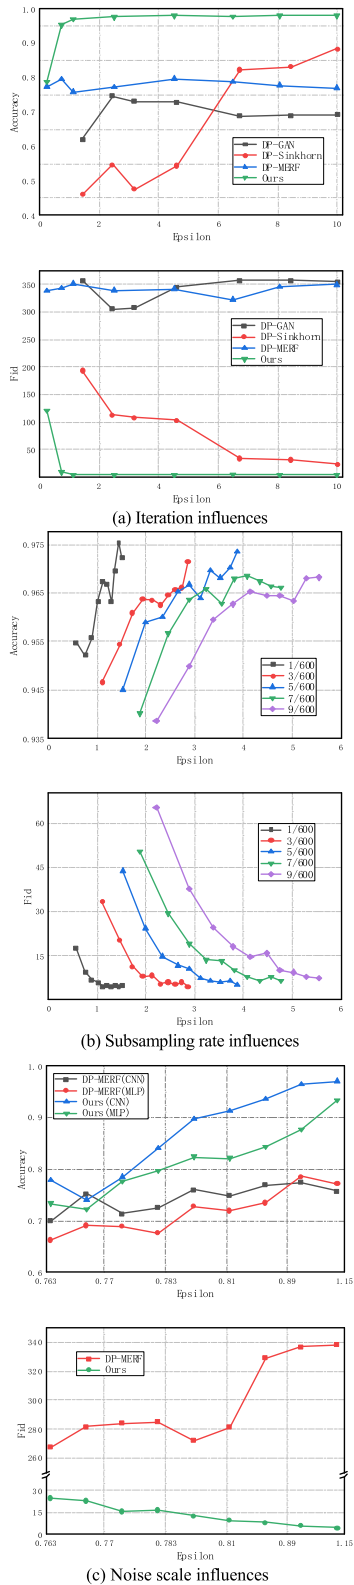 1.0
0.9
0.8
0.7
0.6
0.5
0.4
Accuracy
DP-GAN
DP-Sinkhorn
DP-MERF
Ours
0 2 4 6 8 10
Epsilon
350
300
250
200
150
100
50
Fid
DP-GAN
DP-Sinkhorn
DP-MERF
Ours
0 2 4 6 8 10
Epsilon
(a) Iteration influences
0.975
0.965
0.955
0.945
0.935
Accuracy
1/600
3/600
5/600
7/600
9/600
0 1 2 3 4 5 6
Epsilon
60
45
30
15
Fid
1/600
3/600
5/600
7/600
9/600
0 1 2 3 4 5 6
Epsilon
(b) Subsampling rate influences
1.0
0.9
0.8
0.7
0.6
Accuracy
DP-MERF(CNN)
DP-MERF(MLP)
Ours(CNN)
Ours(MLP)
0.763 0.77 0.783 0.81 0.89 1.15
Epsilon
340
320
300
280
260
30
15
0
Fid
DP-MERF
Ours
0.763 0.77 0.783 0.81 0.89 1.15
Epsilon
(c) Noise scale influences